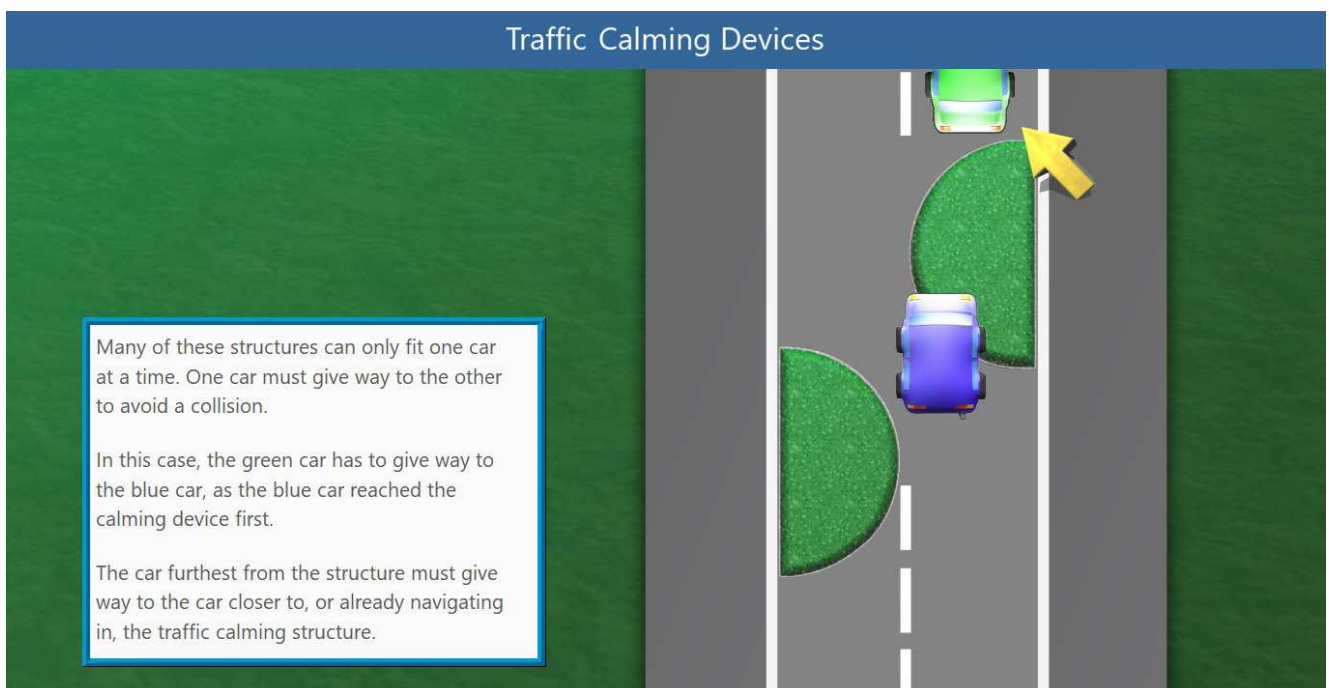 Traffic Calming Devices
Many of these structures can only fit one car
at a time. One car must give way to the other
to avoid a collision.
In this case, the green car has to give way to
the blue car, as the blue car reached the
calming device first.
The car furthest from the structure must give
way to the car closer to, or already navigating
in, the traffic calming structure.